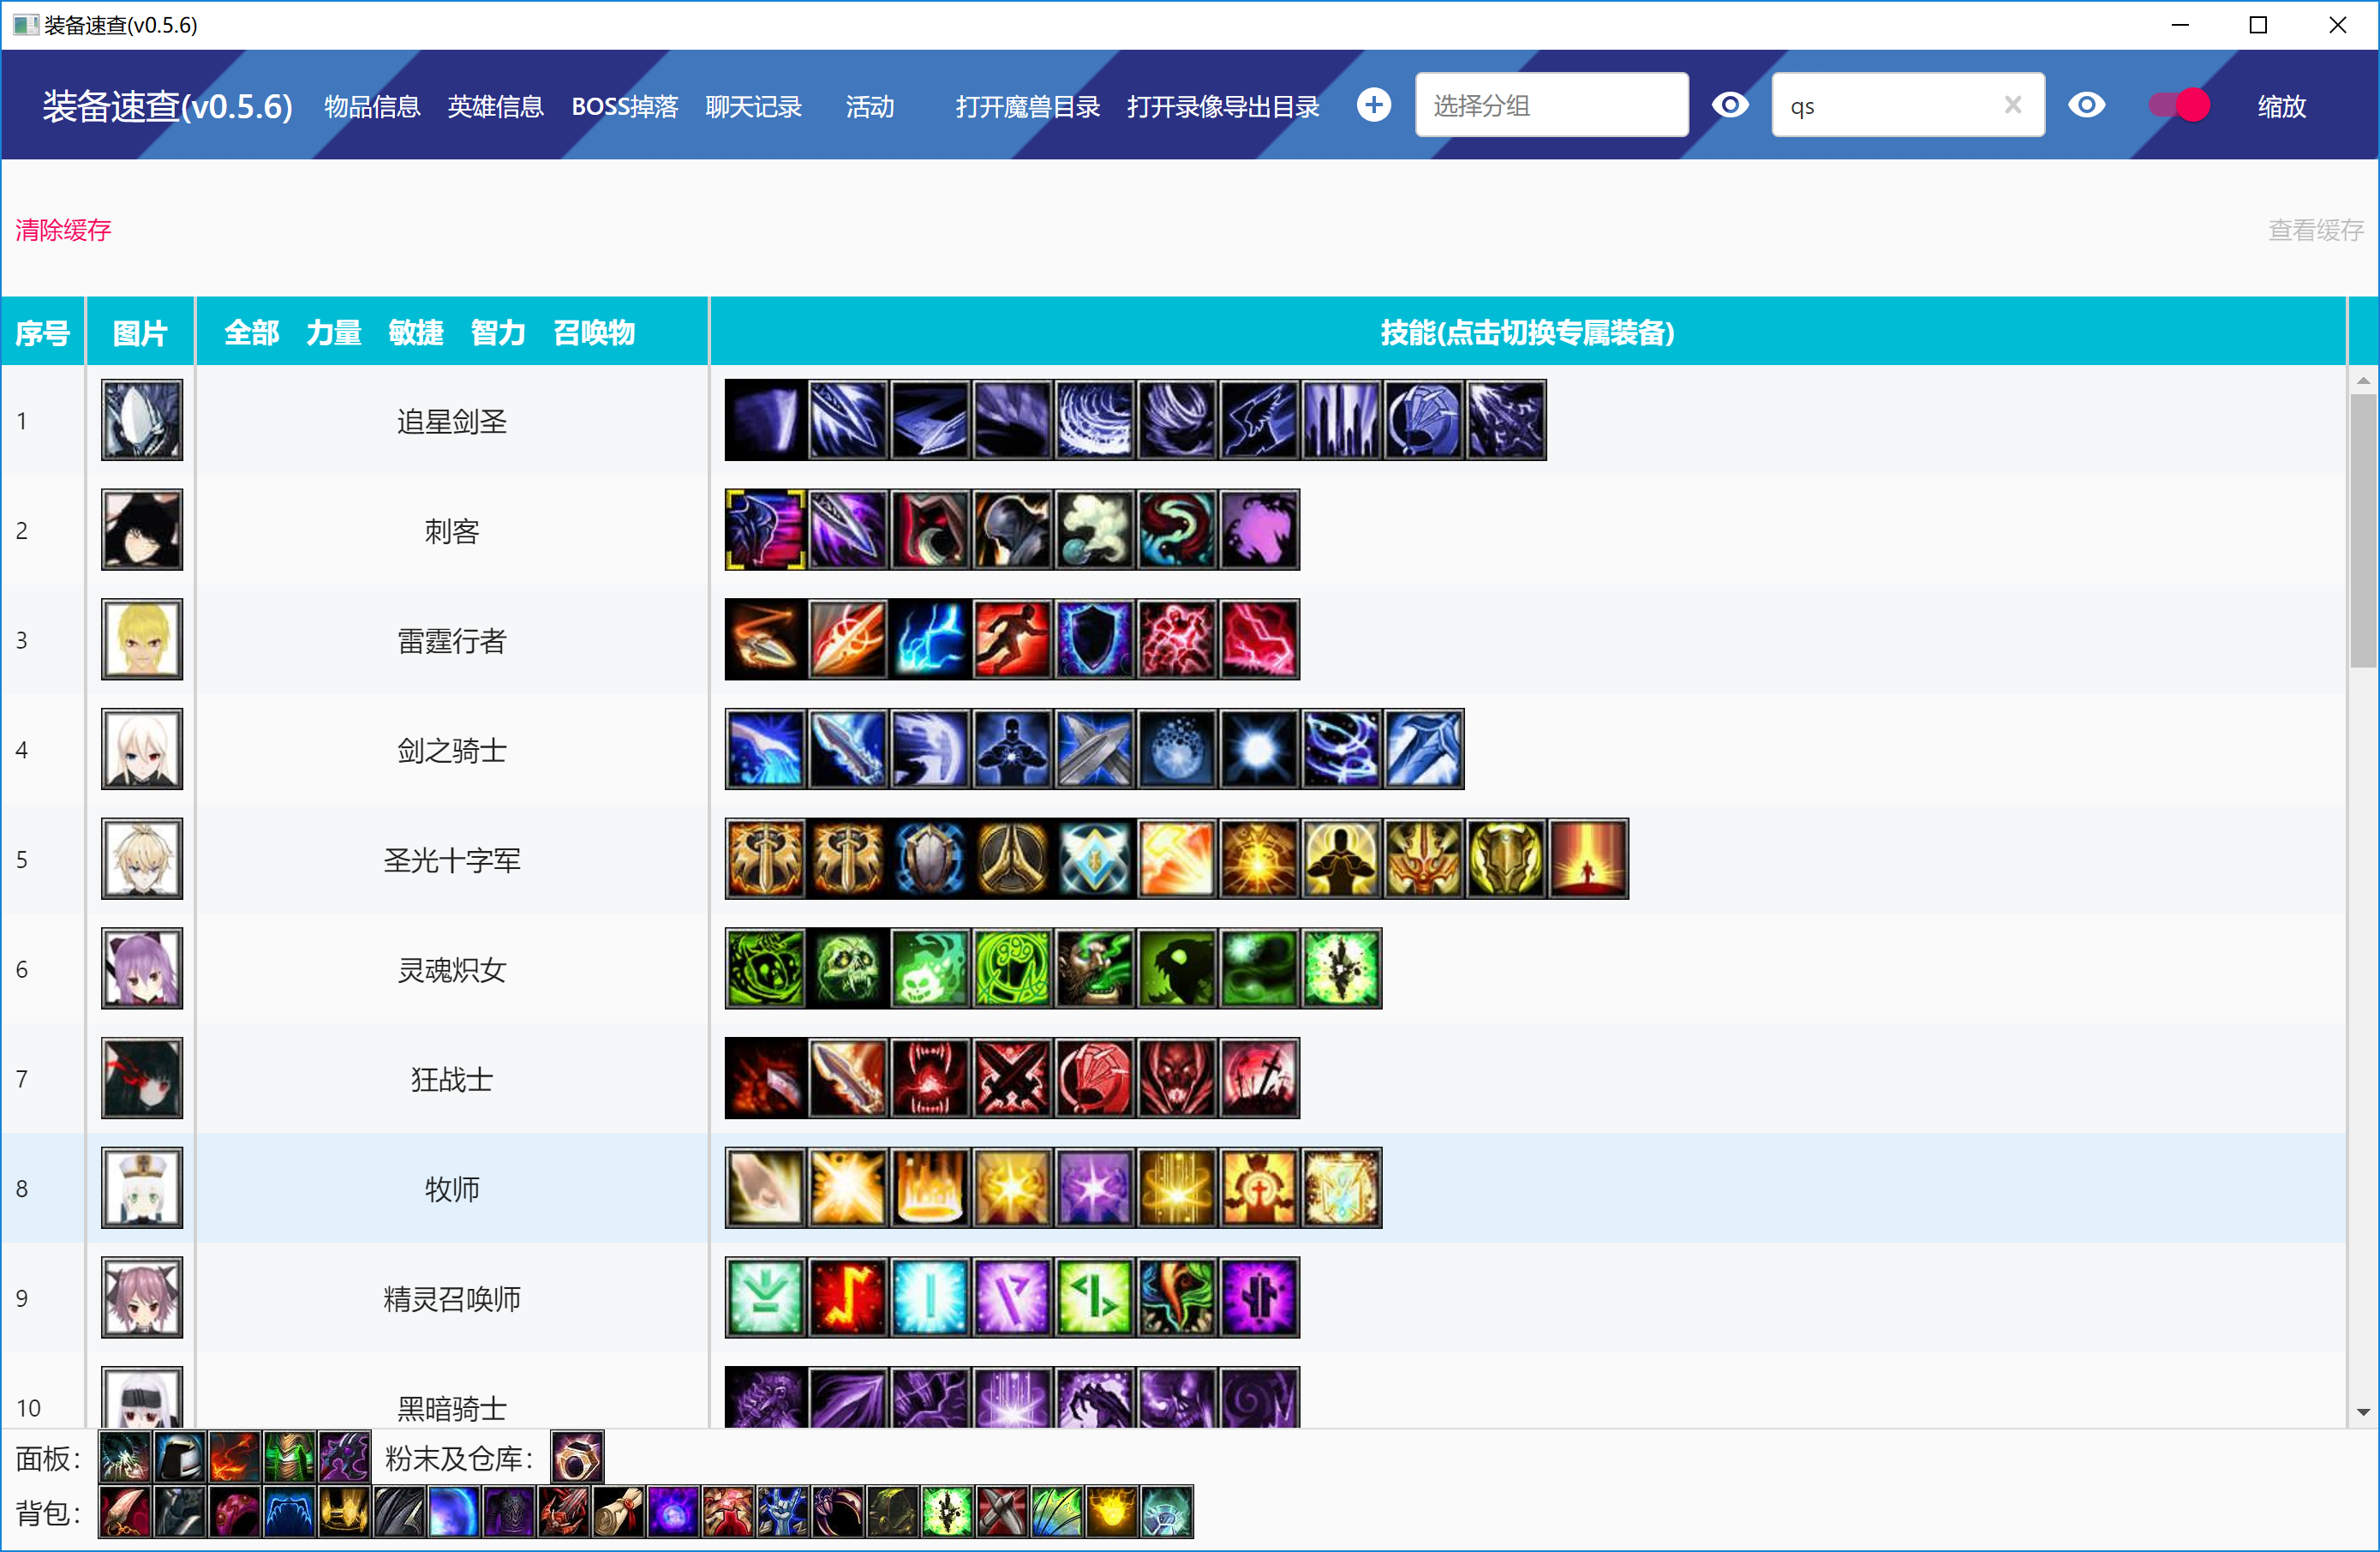 装备速查(v0.5.6)
装备速查(v0.5.6) 物品信息 英雄信息 BOSS掉落 聊天记录 活动 打开魔兽目录 打开录像导出目录 选择分组 qs 缩放
清除缓存 查看缓存
序号 图片 全部 力量 敏捷 智力 召唤物 技能(点击切换专属装备)
1 追星剑圣
2 刺客
3 雷霆行者
4 剑之骑士
5 圣光十字军
6 灵魂炽女
7 狂战士
8 牧师
9 精灵召唤师
10 黑暗骑士
面板： 粉末及仓库：
背包：